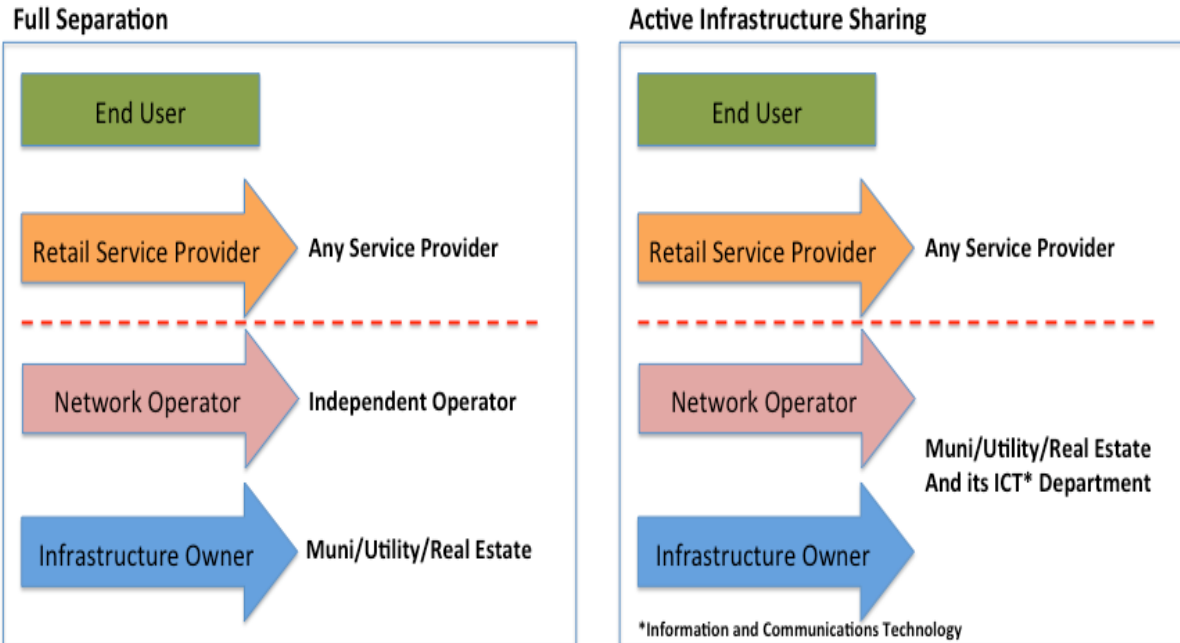 Full Separation
End User
Retail Service Provider
Any Service Provider
Network Operator
Independent Operator
Infrastructure Owner
Muni/Utility/Real Estate
Active Infrastructure Sharing
End User
Retail Service Provider
Any Service Provider
Network Operator
Muni/Utility/Real Estate
And its ICT* Department
Infrastructure Owner
*Information and Communications Technology